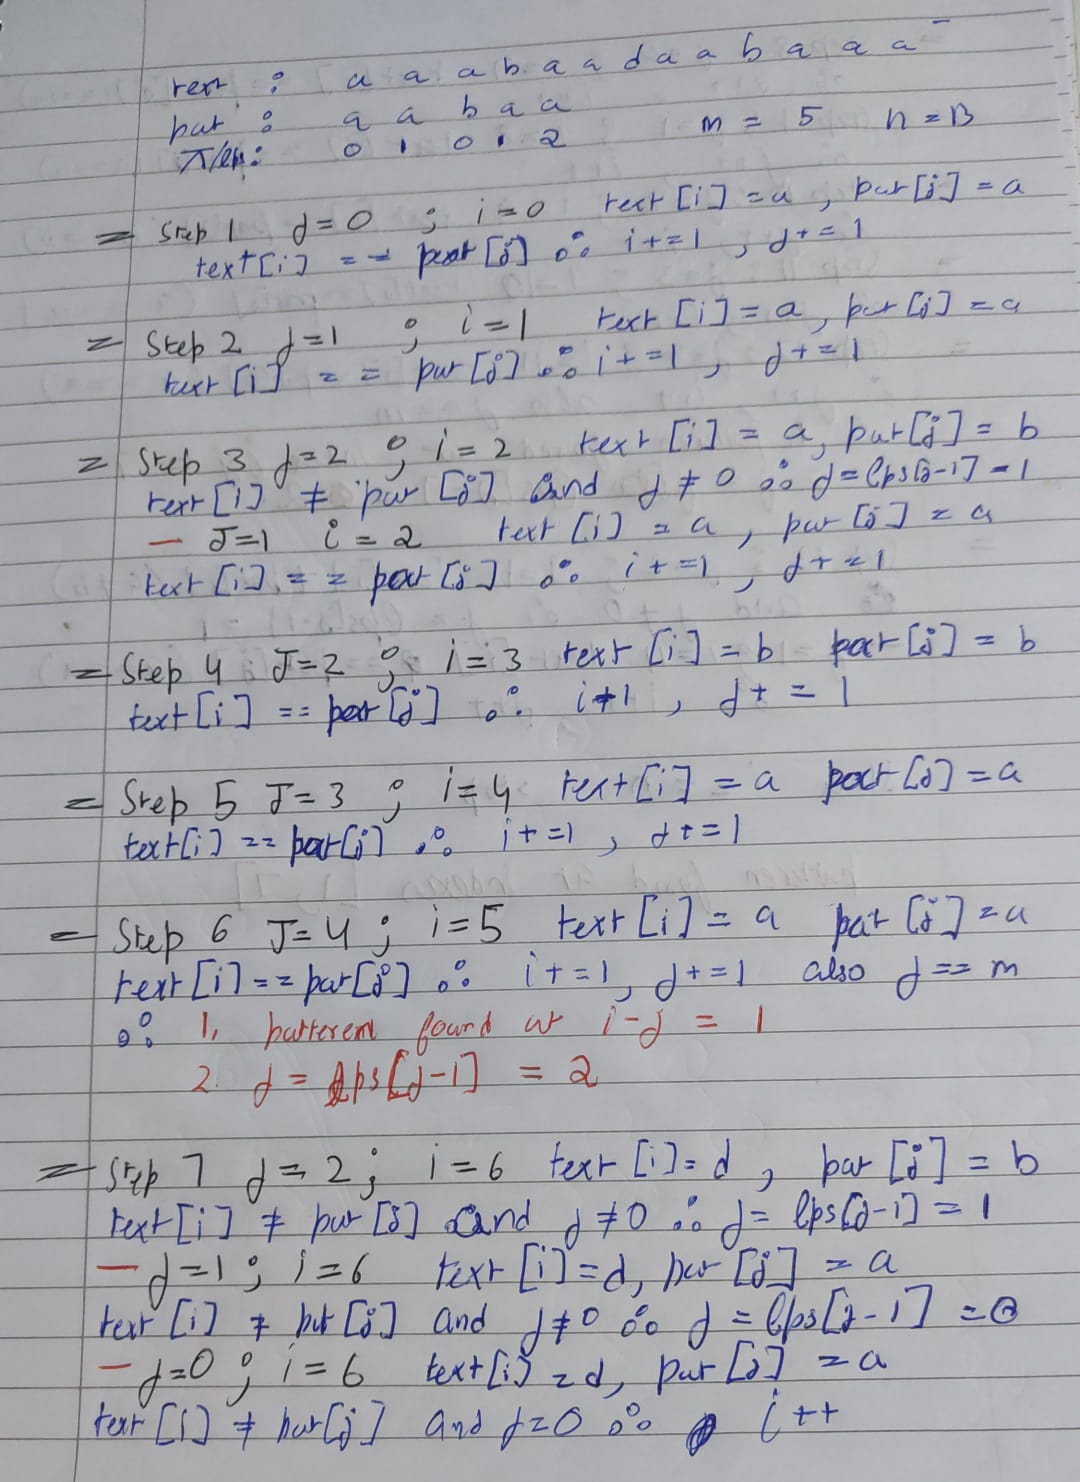 text : a a a b a a d a a b a a a
pat : a a b a a
π/lps: 0 1 0 1 2 m = 5 n = 13
= Step 1 j=0 ; i=0 text[i] = a , pat[j] = a
text[i] == pat[j] ∴ i+=1 , j+=1
= Step 2 j=1 ; i=1 text[i] = a , pat[j] = a
text[i] == pat[j] ∴ i+=1 , j+=1
= Step 3 j=2 ; i=2 text[i] = a, pat[j] = b
text[i] ≠ pat[j] and j ≠ 0 ∴ j=lps[j-1]=1
- J=1 i=2 text[i] = a , pat[j] = a
text[i] == pat[j] ∴ i+=1 , j+=1
= Step 4 J=2 ; i=3 text[i] = b pat[j] = b
text[i] == pat[j] ∴ i+1 , j+=1
= Step 5 J=3 ; i=4 text[i] = a pat[j] = a
text[i] == pat[j] ∴ i+=1 , j+=1
= Step 6 J=4 ; i=5 text[i] = a pat[j] = a
text[i] == pat[j] ∴ i+=1, j+=1 also j == m
∴ 1. patteren found at i-j = 1
2. j = lps[j-1] = 2
= Step 7 j=2 ; i=6 text[i] = d , pat[j] = b
text[i] ≠ pat[j] and j≠0 ∴ j= lps[j-1] = 1
- j=1 ; i=6 text[i]=d, par[j] = a
text[i] ≠ pat[j] and j≠0 ∴ j = lps[j-1] = 0
- j=0 ; i=6 text[i] = d, pat[j] = a
text[i] ≠ pat[j] and j=0 ∴ i++